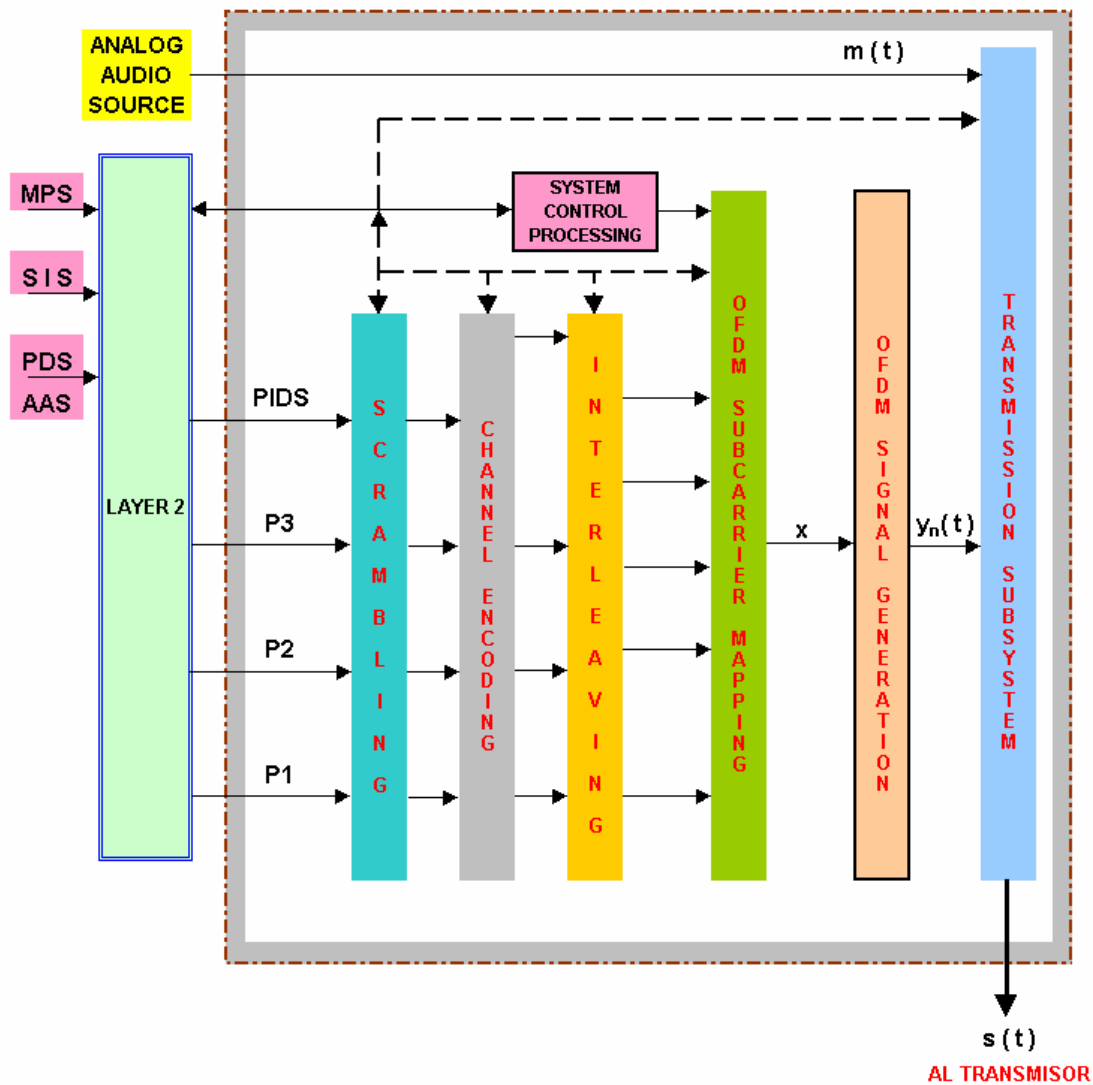 ANALOG
AUDIO
SOURCE
m(t)
MPS
SIS
PDS
AAS
LAYER 2
SYSTEM
CONTROL
PROCESSING
PIDS
P3
P2
P1
SCRAMBLING
CHANNEL ENCODING
INTERLEAVING
OFDM SUBCARRIER MAPPING
x
OFDM SIGNAL GENERATION
yn(t)
TRANSMISSION SUBSYSTEM
s(t)
AL TRANSMISOR